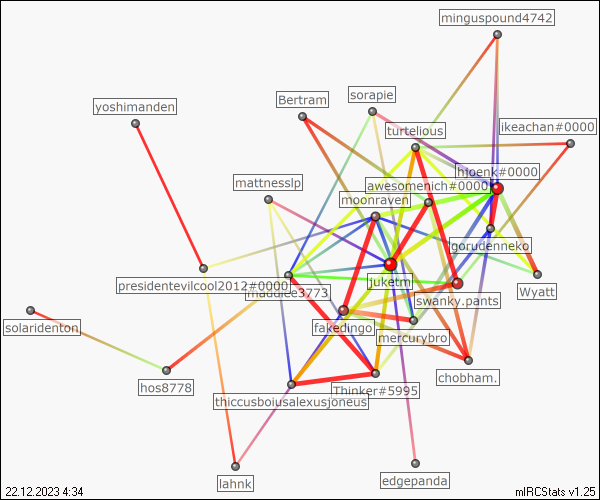 minguspound4742
sorapie
Bertram
yoshimanden
ikeachan#0000
turtelious
hjoenk#0000
mattnesslp
awesomenich#0000
moonraven
gorudenneko
juketm
presidentevilcool2012#0000
maddiee3773
Wyatt
swanky.pants
solaridenton
fakedingo
mercurybro
chobham.
hos8778
Thinker#5995
thiccusboiusalexusjoneus
lahnk
edgepanda
22.12.2023 4:34
mIRCStats v1.25